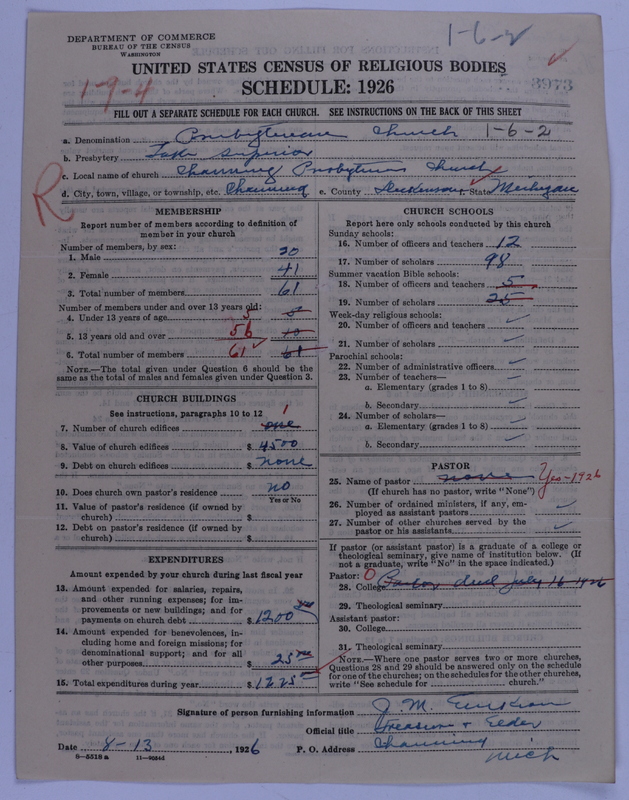 DEPARTMENT OF COMMERCE
BUREAU OF THE CENSUS
WASHINGTON
1-6-2
1-9-4
UNITED STATES CENSUS OF RELIGIOUS BODIES
SCHEDULE: 1926
3973
FILL OUT A SEPARATE SCHEDULE FOR EACH CHURCH. SEE INSTRUCTIONS ON THE BACK OF THIS SHEET
a. Denomination Presbyterian Church 1-6-2
b. Presbytery Lake Superior
c. Local name of church Channing Presbyterian Church
d. City, town, village, or township, etc. Channing e. County Dickinson f. State Michigan
R
MEMBERSHIP
Report number of members according to definition of
member in your church
Number of members, by sex:
1. Male 20
2. Female 41
3. Total number of members 61
Number of members under and over 13 years old:
4. Under 13 years of age 5
5. 13 years old and over 56
6. Total number of members 61 61
NOTE.—The total given under Question 6 should be
same as the total of males and females given under Question 3.
CHURCH BUILDINGS
See instructions, paragraphs 10 to 12
7. Number of church edifices one 1
8. Value of church edifices $ 4500
9. Debt on church edifices $ none
10. Does church own pastor's residence no
Yes or No
11. Value of pastor's residence (if owned by
church) $
12. Debt on pastor's residence (if owned by
church) $
EXPENDITURES
Amount expended by your church during last fiscal year
13. Amount expended for salaries, repairs,
and other running expenses; for im-
provements or new buildings; and for
payments on church debt $ 1200
14. Amount expended for benevolences, in-
cluding home and foreign missions; for
denominational support; and for all
other purposes $ 25
15. Total expenditures during year $ 1225
CHURCH SCHOOLS
Report here only schools conducted by this church
Sunday schools:
16. Number of officers and teachers 12
17. Number of scholars 98
Summer vacation Bible schools:
18. Number of officers and teachers 5
19. Number of scholars 25
Week-day religious schools:
20. Number of officers and teachers
21. Number of scholars
Parochial schools:
22. Number of administrative officers
23. Number of teachers—
a. Elementary (grades 1 to 8)
b. Secondary
24. Number of scholars—
a. Elementary (grades 1 to 8)
b. Secondary
PASTOR
25. Name of pastor none Yes-1926
(If church has no pastor, write "None")
26. Number of ordained ministers, if any, em-
ployed as assistant pastors
27. Number of other churches served by the
pastor or his assistants
If pastor (or assistant pastor) is a graduate of a college or
theological seminary, give name of institution below. (If
not a graduate, write "No" in the space indicated.)
Pastor: 0
28. College Pastor died July 16 1926
29. Theological seminary
Assistant pastor:
30. College
31. Theological seminary
NOTE.—Where one pastor serves two or more churches,
Questions 28 and 29 should be answered only on the schedule
for one of the churches; on the schedules for the other churches,
write "See schedule for church."
Signature of person furnishing information J. M.
Official title Treasurer + Elder
Date 8-13, 1926 P. O. Address Channing
Mich
8—5518 a 11—9054d